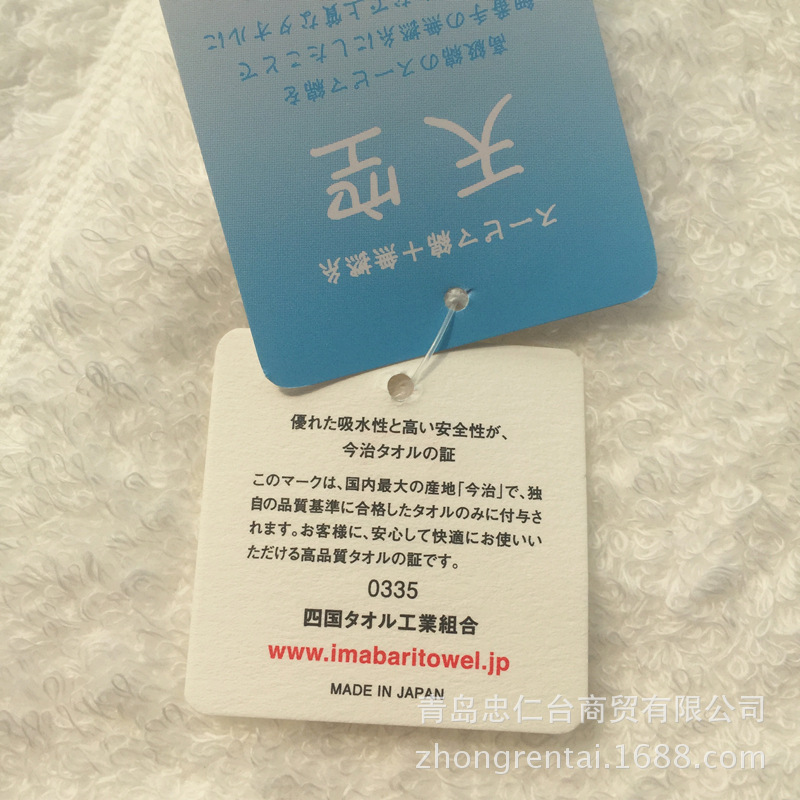 スーピマ綿+無撚糸
天空
高級綿のスーピマ綿を
細番手の無撚糸にしたことで
上質なタオルに
優れた吸水性と高い安全性が、
今治タオルの証
このマークは、国内最大の産地「今治」で、独
自の品質基準に合格したタオルのみに付与さ
れます。お客様に、安心して快適にお使いい
ただける高品質タオルの証です。
0335
四国タオル工業組合
www.imabaritowel.jp
MADE IN JAPAN
青岛忠仁台商贸有限公司
zhongrentai.1688.com